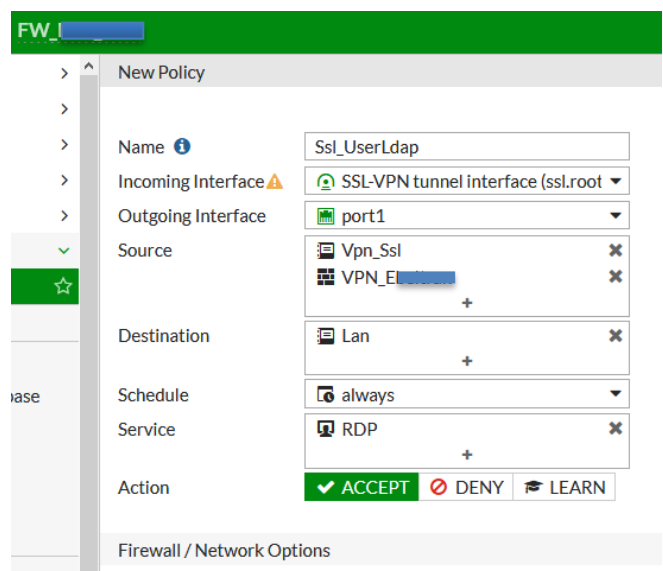 FW_
New Policy
Name
Ssl_UserLdap
Incoming Interface
SSL-VPN tunnel interface (ssl.root
Outgoing Interface
port1
Source
Vpn_Ssl
Destination
Lan
Schedule
always
Service
RDP
Action
ACCEPT
DENY
LEARN
Firewall / Network Options